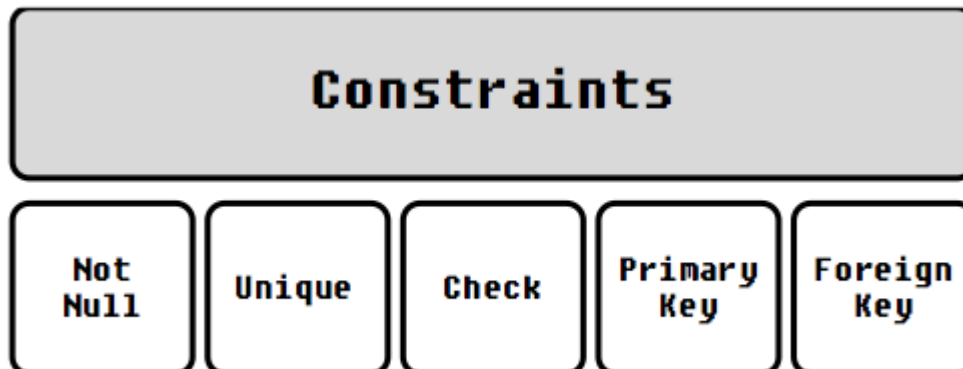 Constraints
Not
Null
Unique
Check
Primary
Key
Foreign
Key